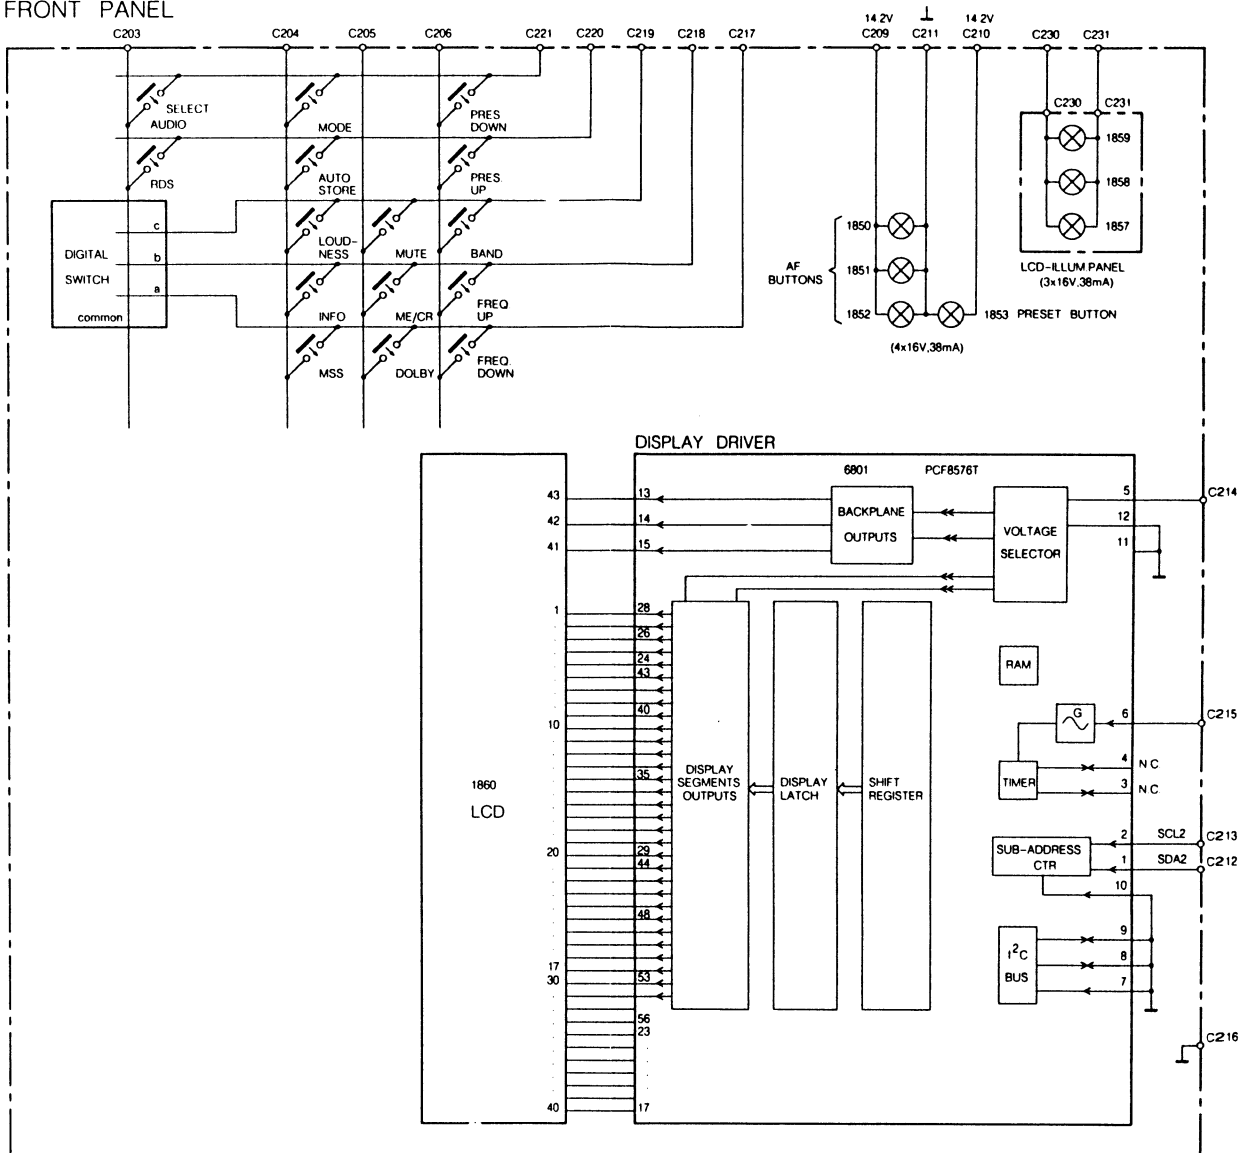 FRONT PANEL
C203 C204 C205 C206 C221 C220 C219 C218 C217
14.2V 14.2V
C209 C211 C210 C230 C231
SELECT
AUDIO
MODE
PRES
DOWN
RDS
AUTO
STORE
PRES.
UP
DIGITAL
SWITCH
c
b
a
common
LOUD-
NESS
MUTE
BAND
INFO
ME/CR
FREQ
UP
MSS
DOLBY
FREQ.
DOWN
AF
BUTTONS
1850
1851
1852
1853 PRESET BUTTON
(4x16V,38mA)
C230 C231
1859
1858
1857
LCD-ILLUM.PANEL
(3x16V,38mA)
DISPLAY DRIVER
6801 PCF8576T
1860
LCD
43
42
41
1
10
20
17
30
40
13
14
15
28
26
24
43
40
35
29
44
48
53
56
23
17
BACKPLANE
OUTPUTS
VOLTAGE
SELECTOR
DISPLAY
SEGMENTS
OUTPUTS
DISPLAY
LATCH
SHIFT
REGISTER
RAM
G
TIMER
SUB-ADDRESS
CTR
I²C
BUS
5
12
11
6
4 N C
3 N C
2 SCL2
1 SDA2
10
9
8
7
C214
C215
C213
C212
C216